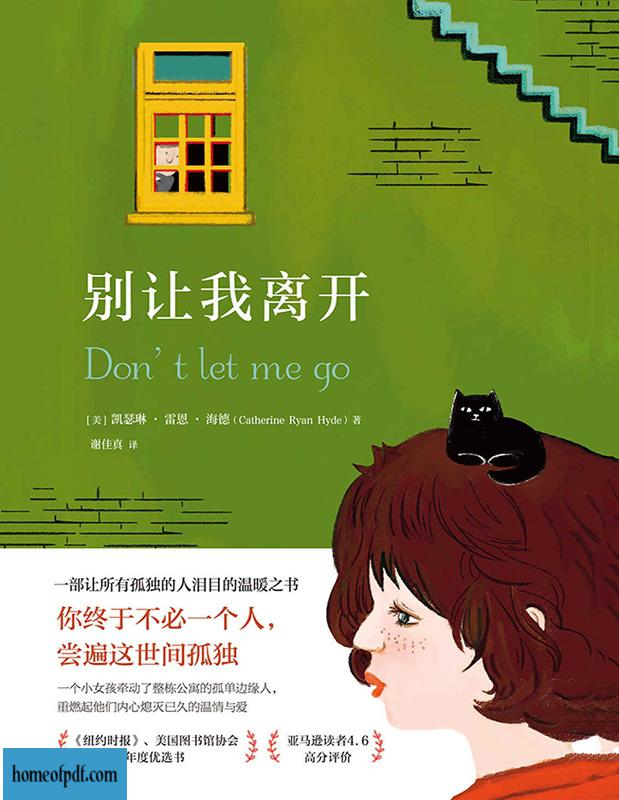 别让我离开
Don't let me go
[美] 凯瑟琳·雷恩·海德（Catherine Ryan Hyde）著
谢佳真 译
一部让所有孤独的人泪目的温暖之书
你终于不必一个人，
尝遍这世间孤独
一个小女孩牵动了整栋公寓的孤单边缘人，
重燃起他们内心熄灭已久的温情与爱
《纽约时报》、美国图书馆协会
年度优选书
亚马逊读者4.6
高分评价
homeofpdf.com